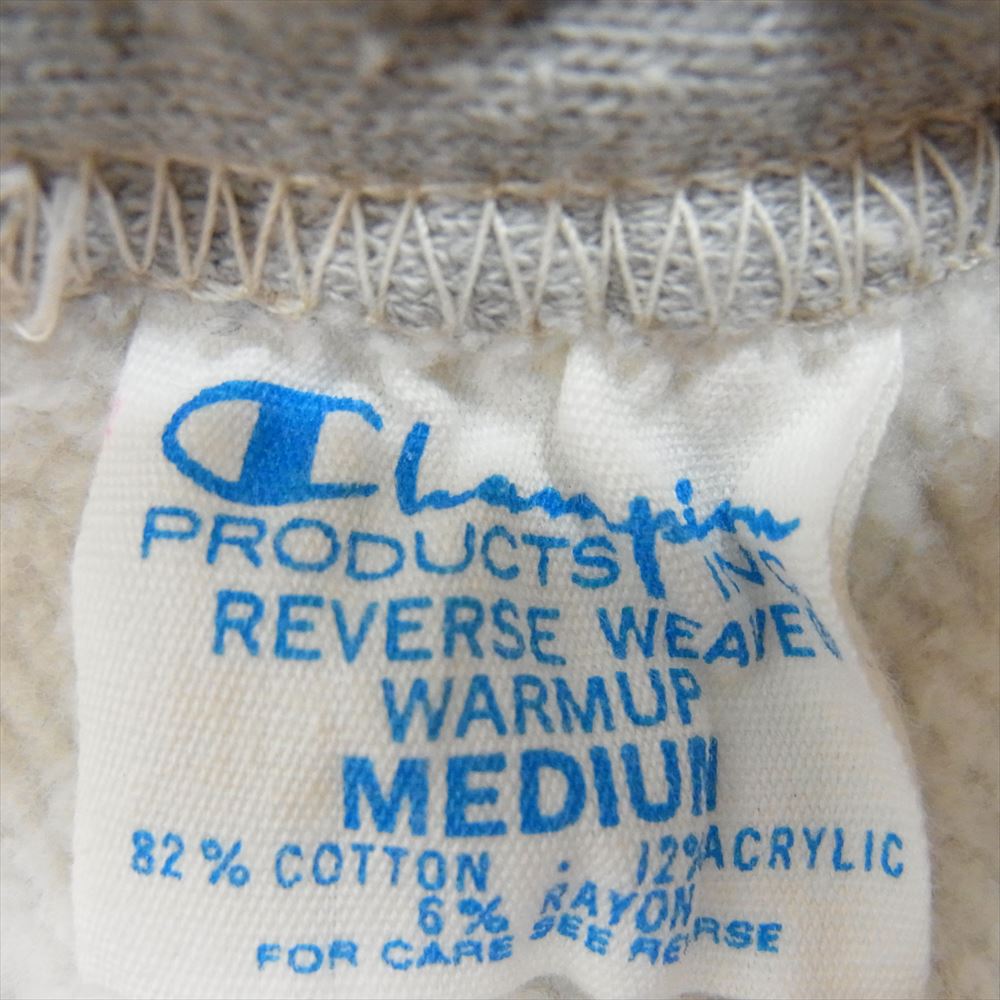 Champion
PRODUCTS INC
REVERSE WEAVE®
WARMUP
MEDIUM
82% COTTON . 12% ACRYLIC
6% RAYON
FOR CARE SEE REVERSE